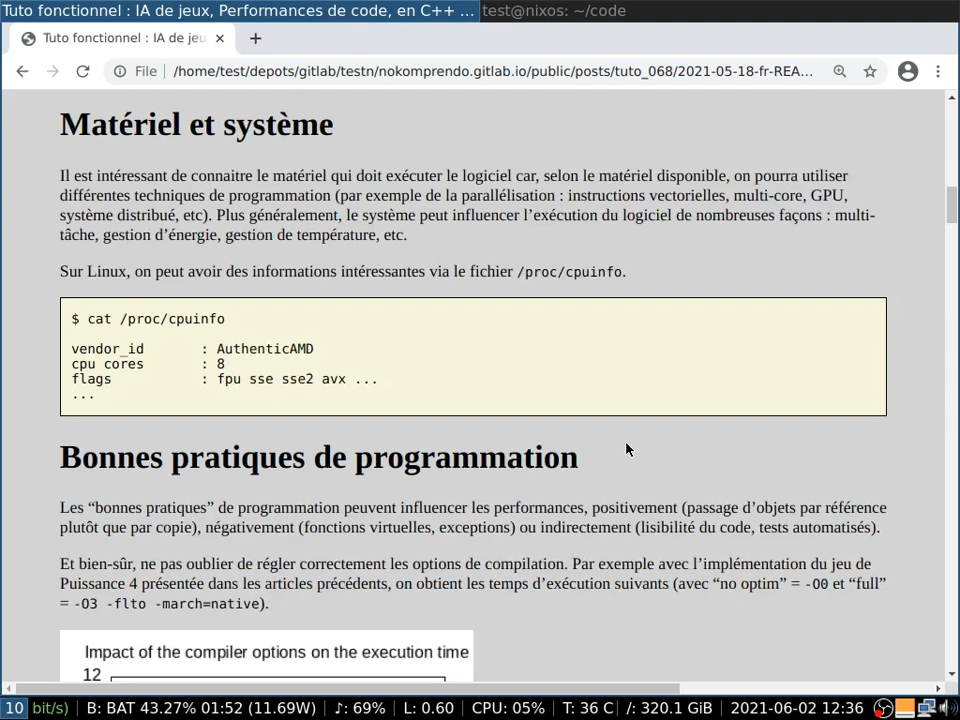 Tuto fonctionnel : IA de jeux, Performances de code, en C++ ... test@nixos: ~/code
Tuto fonctionnel : IA de jeu × +
File /home/test/depots/gitlab/testn/nokomprendo.gitlab.io/public/posts/tuto_068/2021-05-18-fr-REA...
Matériel et système
Il est intéressant de connaitre le matériel qui doit exécuter le logiciel car, selon le matériel disponible, on pourra utiliser
différentes techniques de programmation (par exemple de la parallélisation : instructions vectorielles, multi-core, GPU,
système distribué, etc). Plus généralement, le système peut influencer l’exécution du logiciel de nombreuses façons : multi-
tâche, gestion d’énergie, gestion de température, etc.
Sur Linux, on peut avoir des informations intéressantes via le fichier /proc/cpuinfo.
$ cat /proc/cpuinfo
vendor_id : AuthenticAMD
cpu cores : 8
flags : fpu sse sse2 avx ...
...
Bonnes pratiques de programmation
Les “bonnes pratiques” de programmation peuvent influencer les performances, positivement (passage d’objets par référence
plutôt que par copie), négativement (fonctions virtuelles, exceptions) ou indirectement (lisibilité du code, tests automatisés).
Et bien-sûr, ne pas oublier de régler correctement les options de compilation. Par exemple avec l’implémentation du jeu de
Puissance 4 présentée dans les articles précédents, on obtient les temps d’exécution suivants (avec “no optim” = -O0 et “full”
= -O3 -flto -march=native).
Impact of the compiler options on the execution time
12
10 bit/s) | B: BAT 43.27% 01:52 (11.69W) | ♪: 69% | L: 0.60 | CPU: 05% | T: 36 C | /: 320.1 GiB | 2021-06-02 12:36